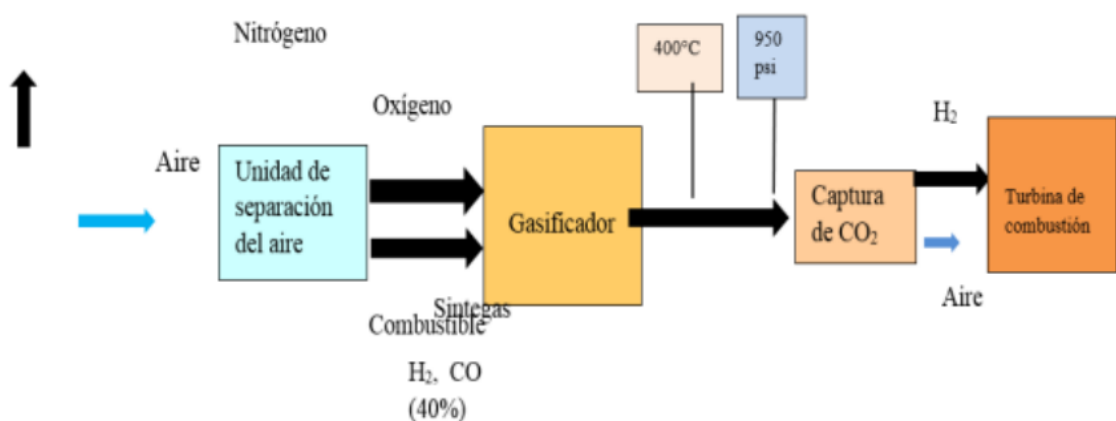 Nitrógeno
400°C
950
psi
Oxígeno
H₂
Aire
Unidad de
separación
del aire
Gasificador
Captura
de CO₂
Turbina de
combustión
Aire
Sintegas
Combustible
H₂, CO
(40%)